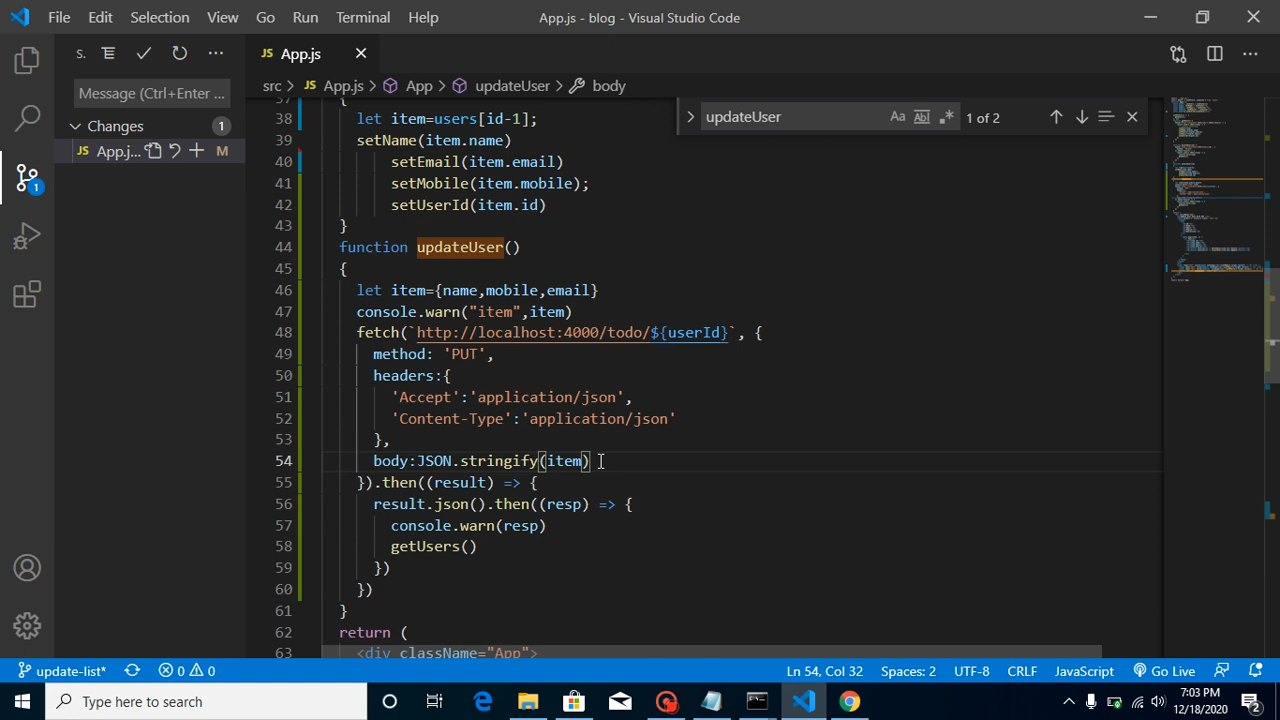 File Edit Selection View Go Run Terminal Help
App.js - blog - Visual Studio Code
S.
Message (Ctrl+Enter ...
Changes 1
JS App.j... M
1
JS App.js
src > JS App.js > App > updateUser > body
updateUser Aa ab 1 of 2
37 {
38 let item=users[id-1];
39 setName(item.name)
40 setEmail(item.email)
41 setMobile(item.mobile);
42 setUserId(item.id)
43 }
44 function updateUser()
45 {
46 let item={name,mobile,email}
47 console.warn("item",item)
48 fetch(`http://localhost:4000/todo/${userId}`, {
49 method: 'PUT',
50 headers:{
51 'Accept':'application/json',
52 'Content-Type':'application/json'
53 },
54 body:JSON.stringify(item)
55 }).then((result) => {
56 result.json().then((resp) => {
57 console.warn(resp)
58 getUsers()
59 })
60 })
61 }
62 return (
63 <div className="App">
update-list* 0 0 Ln 54, Col 32 Spaces: 2 UTF-8 CRLF JavaScript Go Live
Type here to search
7:03 PM
12/18/2020
2